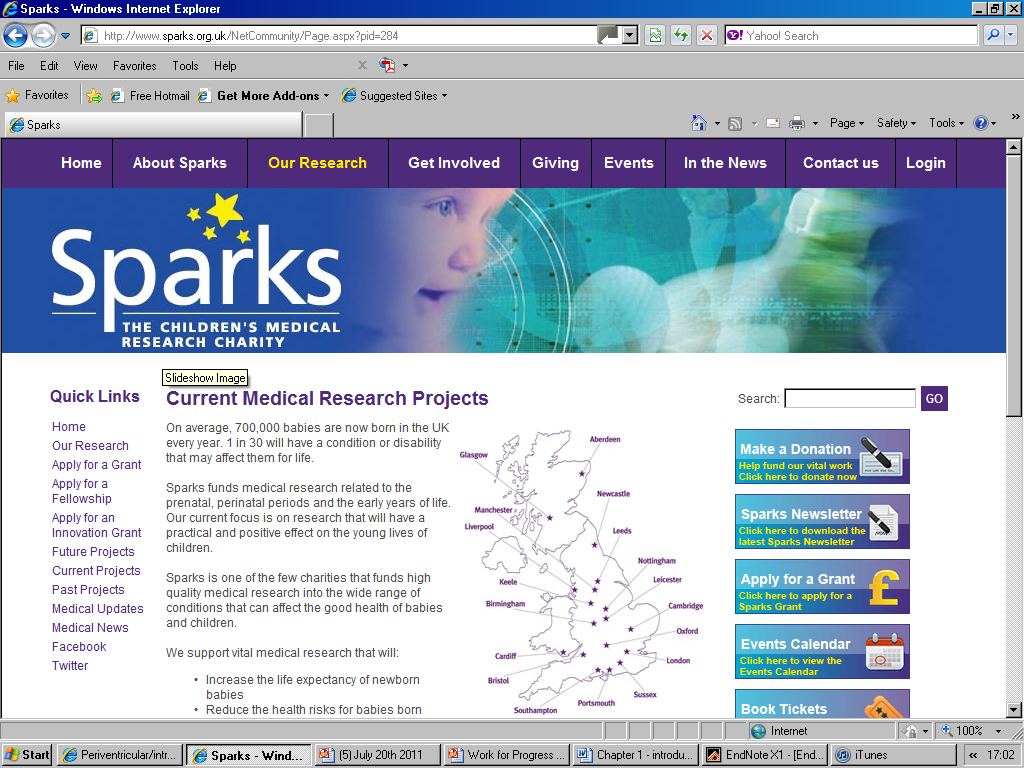 Sparks - Windows Internet Explorer
http://www.sparks.org.uk/NetCommunity/Page.aspx?pid=284
Yahoo! Search
File Edit View Favorites Tools Help
Favorites Free Hotmail Get More Add-ons Suggested Sites
Sparks
Page Safety Tools
Home About Sparks Our Research Get Involved Giving Events In the News Contact us Login
Sparks
THE CHILDREN'S MEDICAL
RESEARCH CHARITY
Slideshow Image
Quick Links
Home
Our Research
Apply for a Grant
Apply for a
Fellowship
Apply for an
Innovation Grant
Future Projects
Current Projects
Past Projects
Medical Updates
Medical News
Facebook
Twitter
Current Medical Research Projects
On average, 700,000 babies are now born in the UK
every year. 1 in 30 will have a condition or disability
that may affect them for life.
Sparks funds medical research related to the
prenatal, perinatal periods and the early years of life.
Our current focus is on research that will have a
practical and positive effect on the young lives of
children.
Sparks is one of the few charities that funds high
quality medical research into the wide range of
conditions that can affect the good health of babies
and children.
We support vital medical research that will:
• Increase the life expectancy of newborn
babies
• Reduce the health risks for babies born
Aberdeen
Glasgow
Newcastle
Manchester
Liverpool
Leeds
Nottingham
Keele
Leicester
Birmingham
Cambridge
Oxford
Cardiff
London
Bristol
Sussex
Portsmouth
Southampton
Search: GO
Make a Donation
Help fund our vital work
Click here to donate now
Sparks Newsletter
Click here to download the
latest Sparks Newsletter
Apply for a Grant
Click here to apply for a
Sparks Grant
Events Calendar
Click here to view the
Events Calendar
Book Tickets
Internet 100%
Start Periventricular/intr... Sparks - Wind... (5) July 20th 2011 Work for Progress ... Chapter 1 - introdu... EndNote X1 - [End... iTunes « 17:02